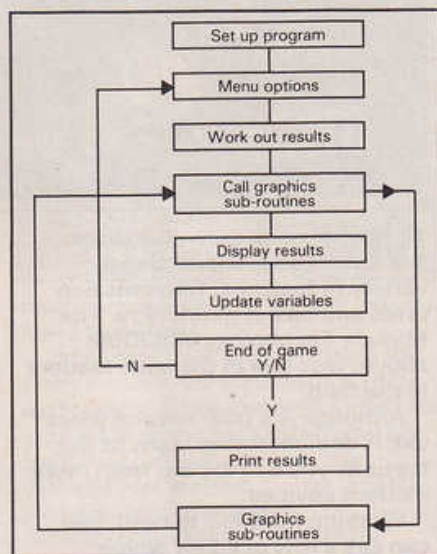 Set up program
Menu options
Work out results
Call graphics
sub-routines
Display results
Update variables
End of game
Y/N
N
Y
Print results
Graphics
sub-routines